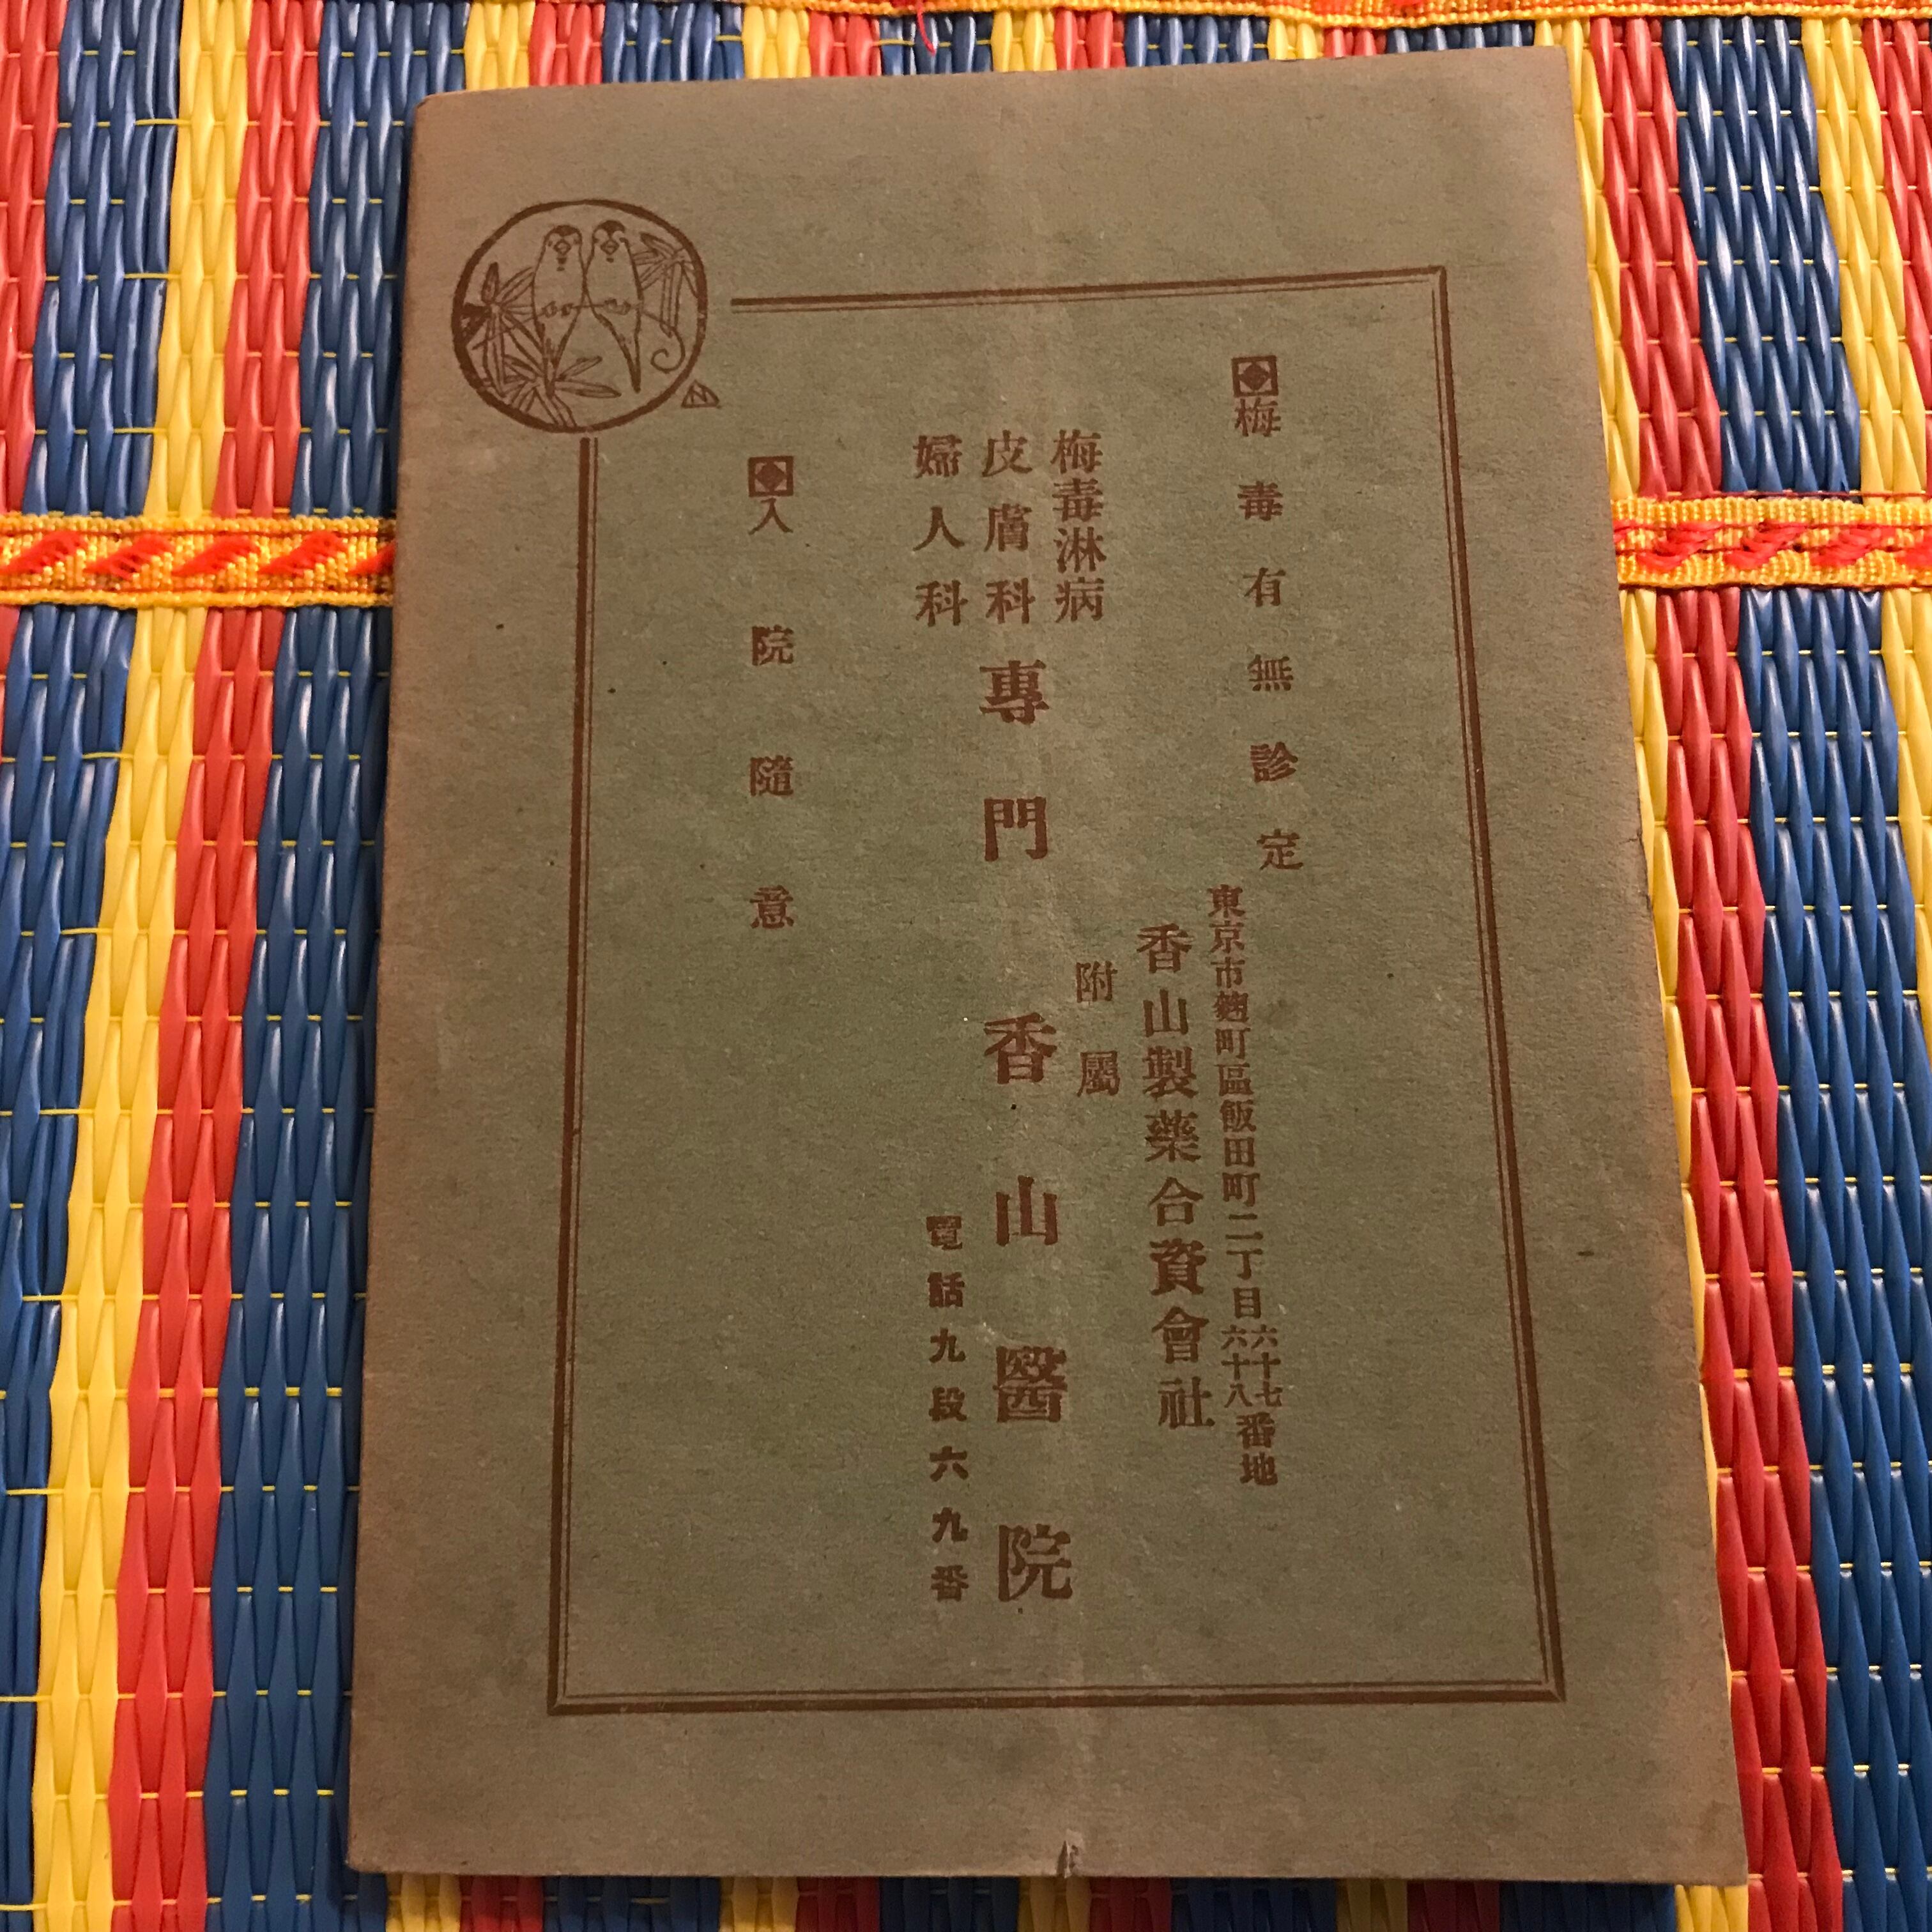 梅毒有無診定
東京市麴町區飯田町二丁目六十七六十八番地
香山製藥合資會社
附屬
梅毒淋病
皮膚科
婦人科
專門 香山醫院
電話九段六九番
入院隨意